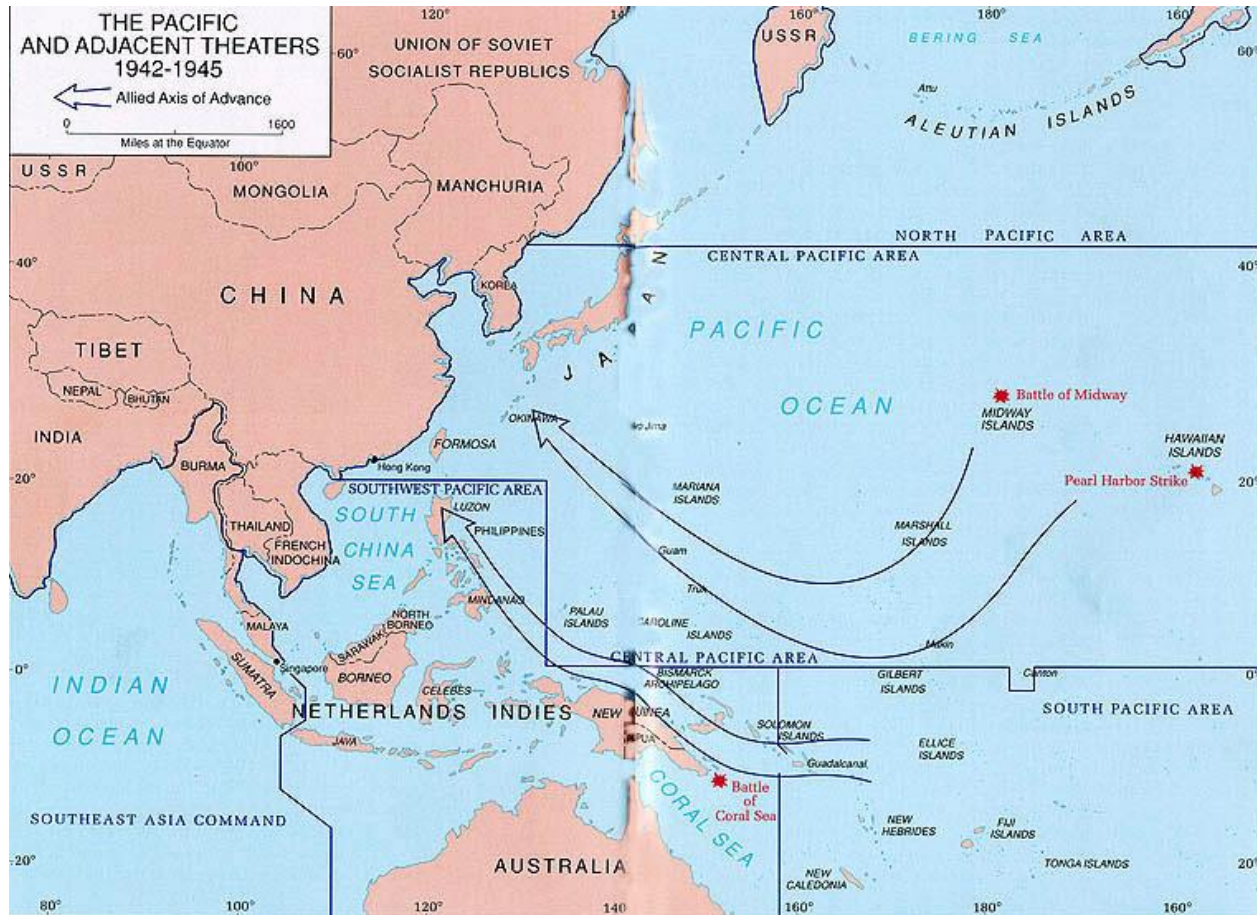 THE PACIFIC
AND ADJACENT THEATERS
1942-1945
Allied Axis of Advance
0
1600
Miles at the Equator
120°
160°
180°
160°
60°
60°
UNION OF SOVIET
SOCIALIST REPUBLICS
USSR
BERING SEA
Attu
ALEUTIAN ISLANDS
USSR
100°
MONGOLIA
MANCHURIA
NORTH PACIFIC AREA
CENTRAL PACIFIC AREA
40°
40°
CHINA
KOREA
JAPAN
PACIFIC
OCEAN
TIBET
NEPAL
BHUTAN
Battle of Midway
MIDWAY
ISLANDS
OKINAWA
INDIA
FORMOSA
HAWAIIAN
ISLANDS
BURMA
Hong Kong
20°
20°
Pearl Harbor Strike
SOUTHWEST PACIFIC AREA
MARIANA
ISLANDS
LUZON
SOUTH
CHINA
SEA
PHILIPPINES
THAILAND
FRENCH
INDOCHINA
MARSHALL
ISLANDS
Guam
Truk
MINDANAO
PALAU
ISLANDS
NORTH
BORNEO
MALAYA
SARAWAK
ISLANDS
CENTRAL PACIFIC AREA
Singapore
0°
0°
SUMATRA
BORNEO
CELEBES
BISMARCK
ARCHIPELAGO
GILBERT
ISLANDS
Canton
INDIAN
OCEAN
NETHERLANDS INDIES
NEW
SOUTH PACIFIC AREA
SOLOMON
ISLANDS
JAVA
ELLICE
ISLANDS
Guadalcanal
CORAL SEA
Battle
of
Coral Sea
SOUTHEAST ASIA COMMAND
NEW
HEBRIDES
FIJI
ISLANDS
AUSTRALIA
TONGA ISLANDS
20°
20°
NEW
CALEDONIA
80°
100°
120°
140
160°
180°
160°